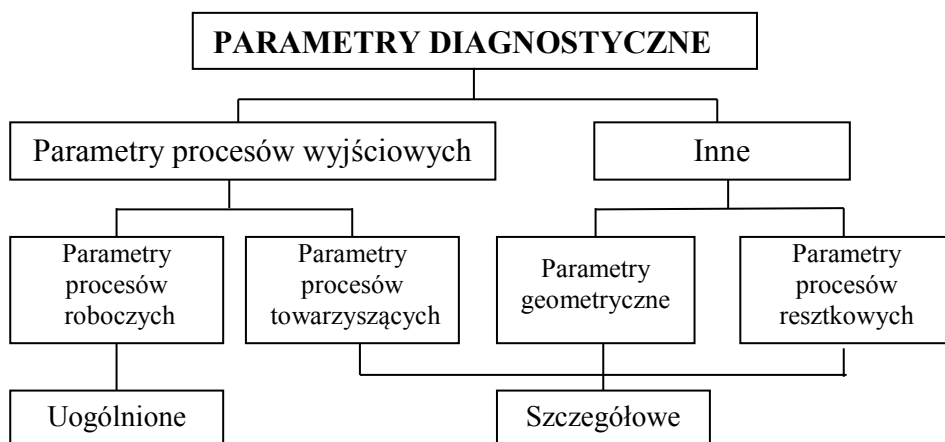 PARAMETRY DIAGNOSTYCZNE
Parametry procesów wyjściowych
Inne
Parametry
procesów
roboczych
Parametry
procesów
towarzyszących
Parametry
geometryczne
Parametry
procesów
resztkowych
Uogólnione
Szczegółowe